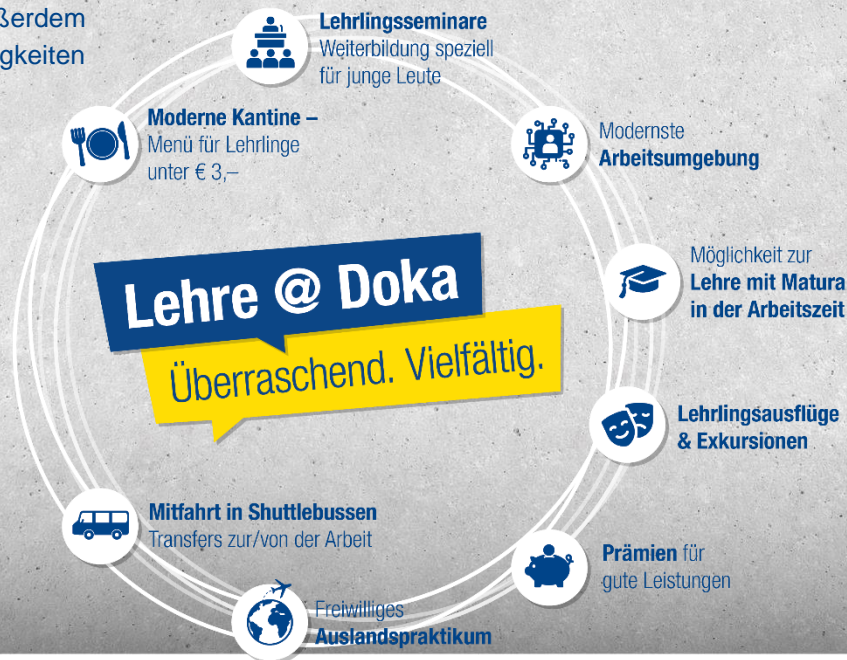 Lehrlingsseminare
Weiterbildung speziell
für junge Leute
Moderne Kantine –
Menü für Lehrlinge
unter € 3,–
Modernste
Arbeitsumgebung
Möglichkeit zur
Lehre mit Matura
in der Arbeitszeit
Lehre @ Doka
Überraschend. Vielfältig.
Lehrlingsausflüge
& Exkursionen
Mitfahrt in Shuttlebussen
Transfers zur/von der Arbeit
Prämien für
gute Leistungen
Freiwilliges
Auslandspraktikum